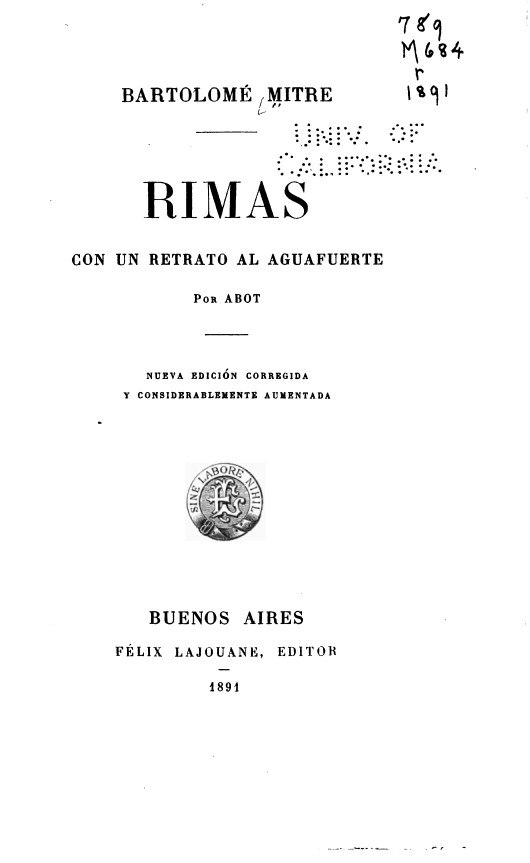 789
M684
r
1891
BARTOLOMÉ MITRE
UNIV. OF
CALIFORNIA
RIMAS
CON UN RETRATO AL AGUAFUERTE
POR ABOT
NUEVA EDICIÓN CORREGIDA
Y CONSIDERABLEMENTE AUMENTADA
SINE LABORE NIHIL
BUENOS AIRES
FÉLIX LAJOUANE, EDITOR
1891